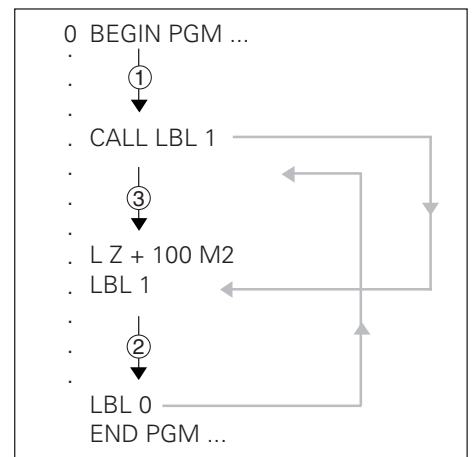 0 BEGIN PGM ...
.
. 1
.
. CALL LBL 1
.
. 3
.
. L Z + 100 M2
. LBL 1
.
. 2
.
LBL 0
END PGM ...